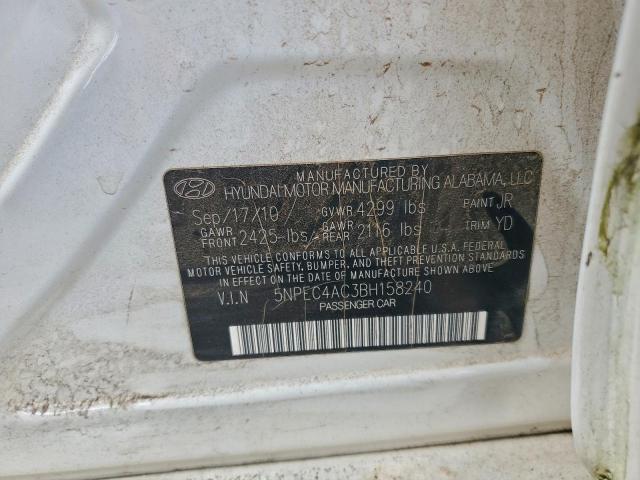 MANUFACTURED BY
HYUNDAI MOTOR MANUFACTURING ALABAMA, LLC
Sep/17/10 GVWR 4299 lbs PAINT JR
GAWR FRONT 2425 lbs GAWR REAR 2116 lbs TRIM YD
THIS VEHICLE CONFORMS TO ALL APPLICABLE U.S.A. FEDERAL
MOTOR VEHICLE SAFETY, BUMPER, AND THEFT PREVENTION STANDARDS
IN EFFECT ON THE DATE OF MANUFACTURE SHOWN ABOVE.
V.I.N 5NPEC4AC3BH158240
PASSENGER CAR